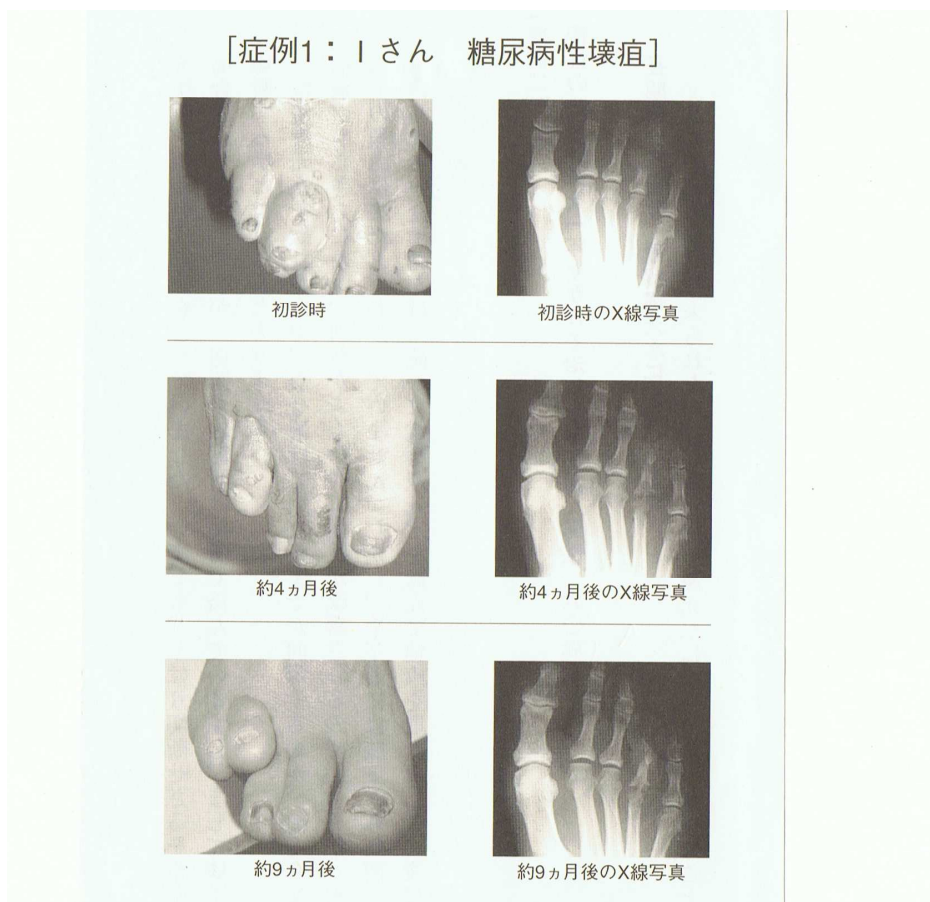 ［症例1：Iさん　糖尿病性壊疽］
初診時
初診時のX線写真
約4ヵ月後
約4ヵ月後のX線写真
約9ヵ月後
約9ヵ月後のX線写真